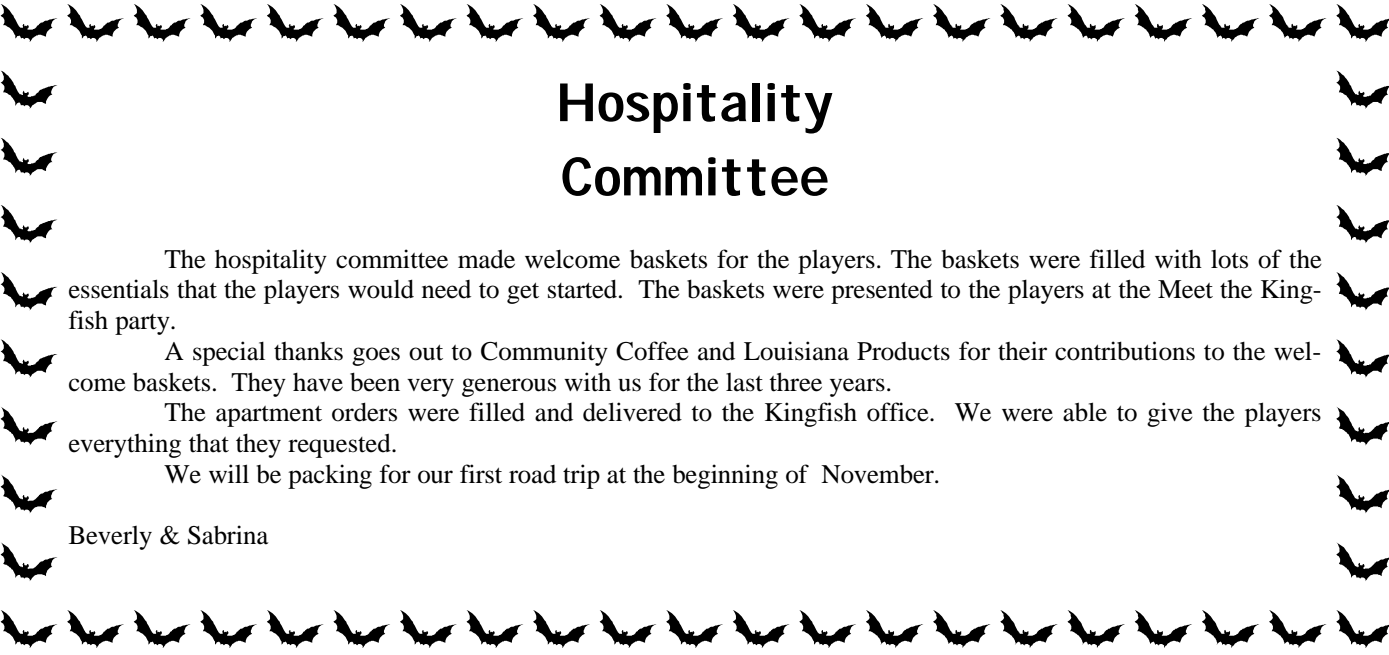 Hospitality
Committee
The hospitality committee made welcome baskets for the players. The baskets were filled with lots of the
essentials that the players would need to get started.  The baskets were presented to the players at the Meet the King-
fish party.
A special thanks goes out to Community Coffee and Louisiana Products for their contributions to the wel-
come baskets.  They have been very generous with us for the last three years.
The apartment orders were filled and delivered to the Kingfish office.  We were able to give the players
everything that they requested.
We will be packing for our first road trip at the beginning of  November.
Beverly & Sabrina